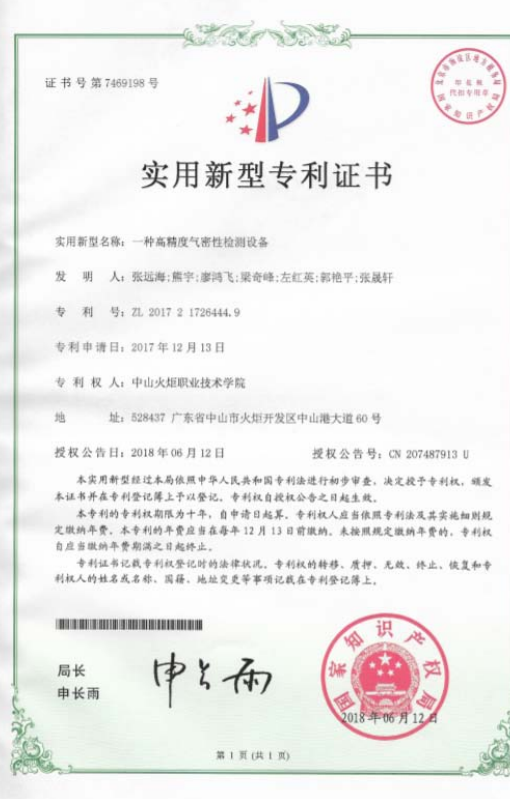 证书号第7469198号
实用新型专利证书
实用新型名称：一种高精度气密性检测设备
发 明 人：张远海;熊宇;廖鸿飞;梁奇峰;左红英;郭艳平;张晟轩
专 利 号：ZL 2017 2 1726444.9
专利申请日：2017年12月13日
专 利 权 人：中山火炬职业技术学院
地 址：528437 广东省中山市火炬开发区中山港大道60号
授权公告日：2018年06月12日 授权公告号：CN 207487913 U
本实用新型经过本局依照中华人民共和国专利法进行初步审查，决定授予专利权，颁发
本证书并在专利登记簿上予以登记。专利权自授权公告之日起生效。
本专利的专利权期限为十年，自申请日起算。专利权人应当依照专利法及其实施细则规
定缴纳年费。本专利的年费应当在每年12月13日前缴纳。未按照规定缴纳年费的，专利权
自应当缴纳年费期满之日起终止。
专利证书记载专利权登记时的法律状况。专利权的转移、质押、无效、终止、恢复和专
利权人的姓名或名称、国籍、地址变更等事项记载在专利登记簿上。
局长
申长雨
申长雨
国家知识产权局
2018年06月12日
第 1 页 (共 1 页)